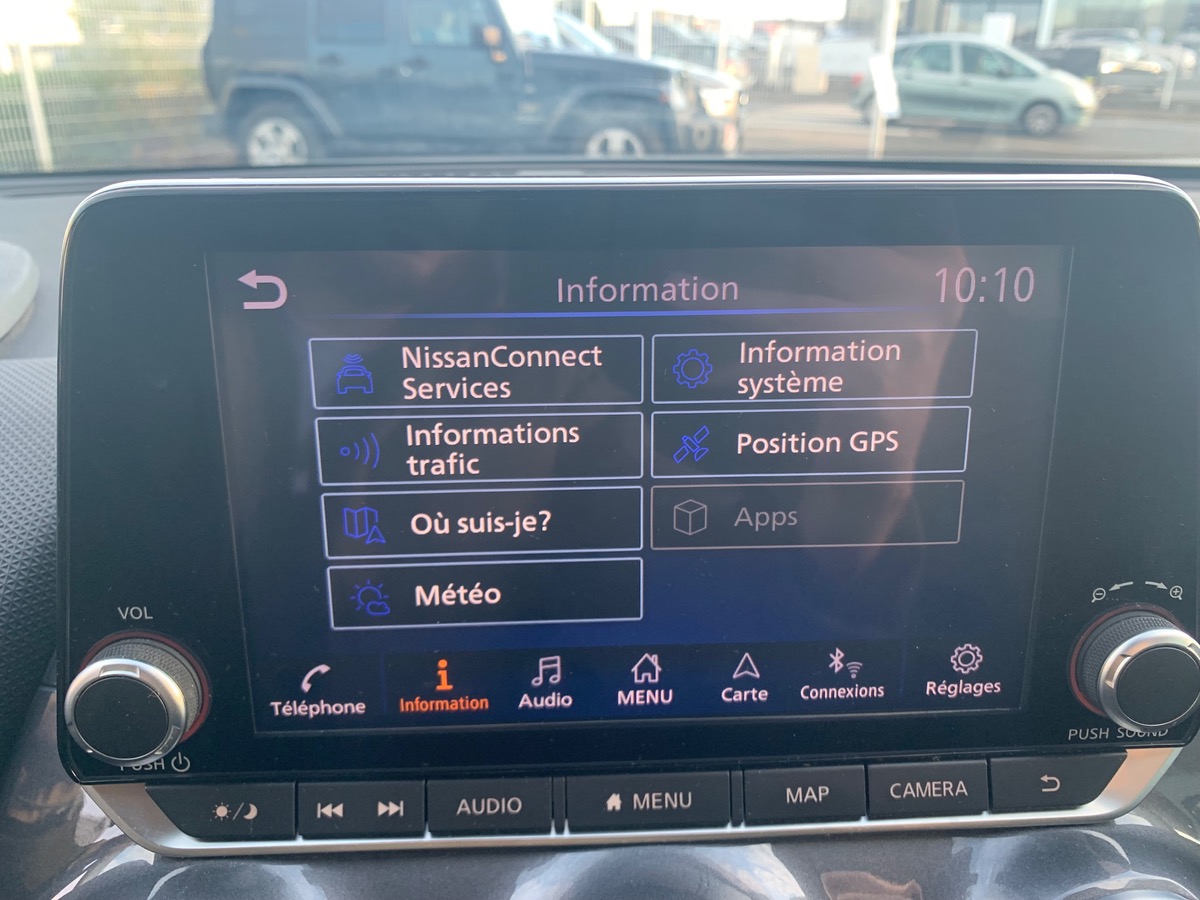 Information
10:10
NissanConnect
Services
Information
système
Informations
trafic
Position GPS
Où suis-je?
Apps
Météo
VOL
Téléphone
Information
Audio
MENU
Carte
Connexions
Réglages
PUSH
PUSH SOUND
AUDIO
MENU
MAP
CAMERA